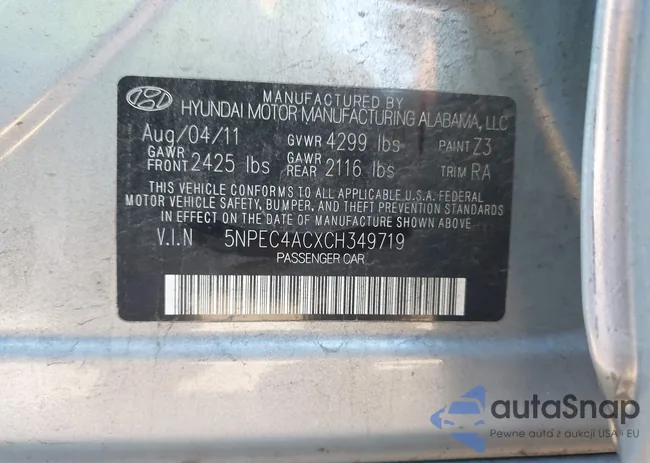 MANUFACTURED BY
HYUNDAI MOTOR MANUFACTURING ALABAMA, LLC
Aug/04/11 GVWR 4299 lbs PAINT Z3
GAWR FRONT 2425 lbs GAWR REAR 2116 lbs TRIM RA
THIS VEHICLE CONFORMS TO ALL APPLICABLE U.S.A. FEDERAL
MOTOR VEHICLE SAFETY, BUMPER, AND THEFT PREVENTION STANDARDS
IN EFFECT ON THE DATE OF MANUFACTURE SHOWN ABOVE.
V.I.N 5NPEC4ACXCH349719
PASSENGER CAR
autaSnap
Pewne auta z aukcji USA i EU